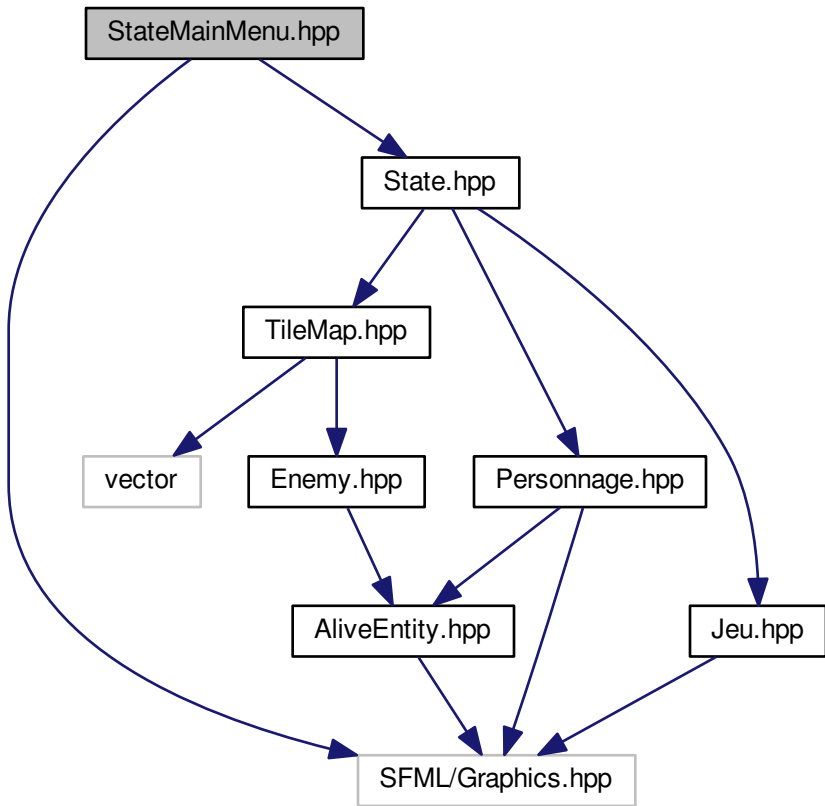 StateMainMenu.hpp
State.hpp
TileMap.hpp
vector
Enemy.hpp
Personnage.hpp
AliveEntity.hpp
Jeu.hpp
SFML/Graphics.hpp